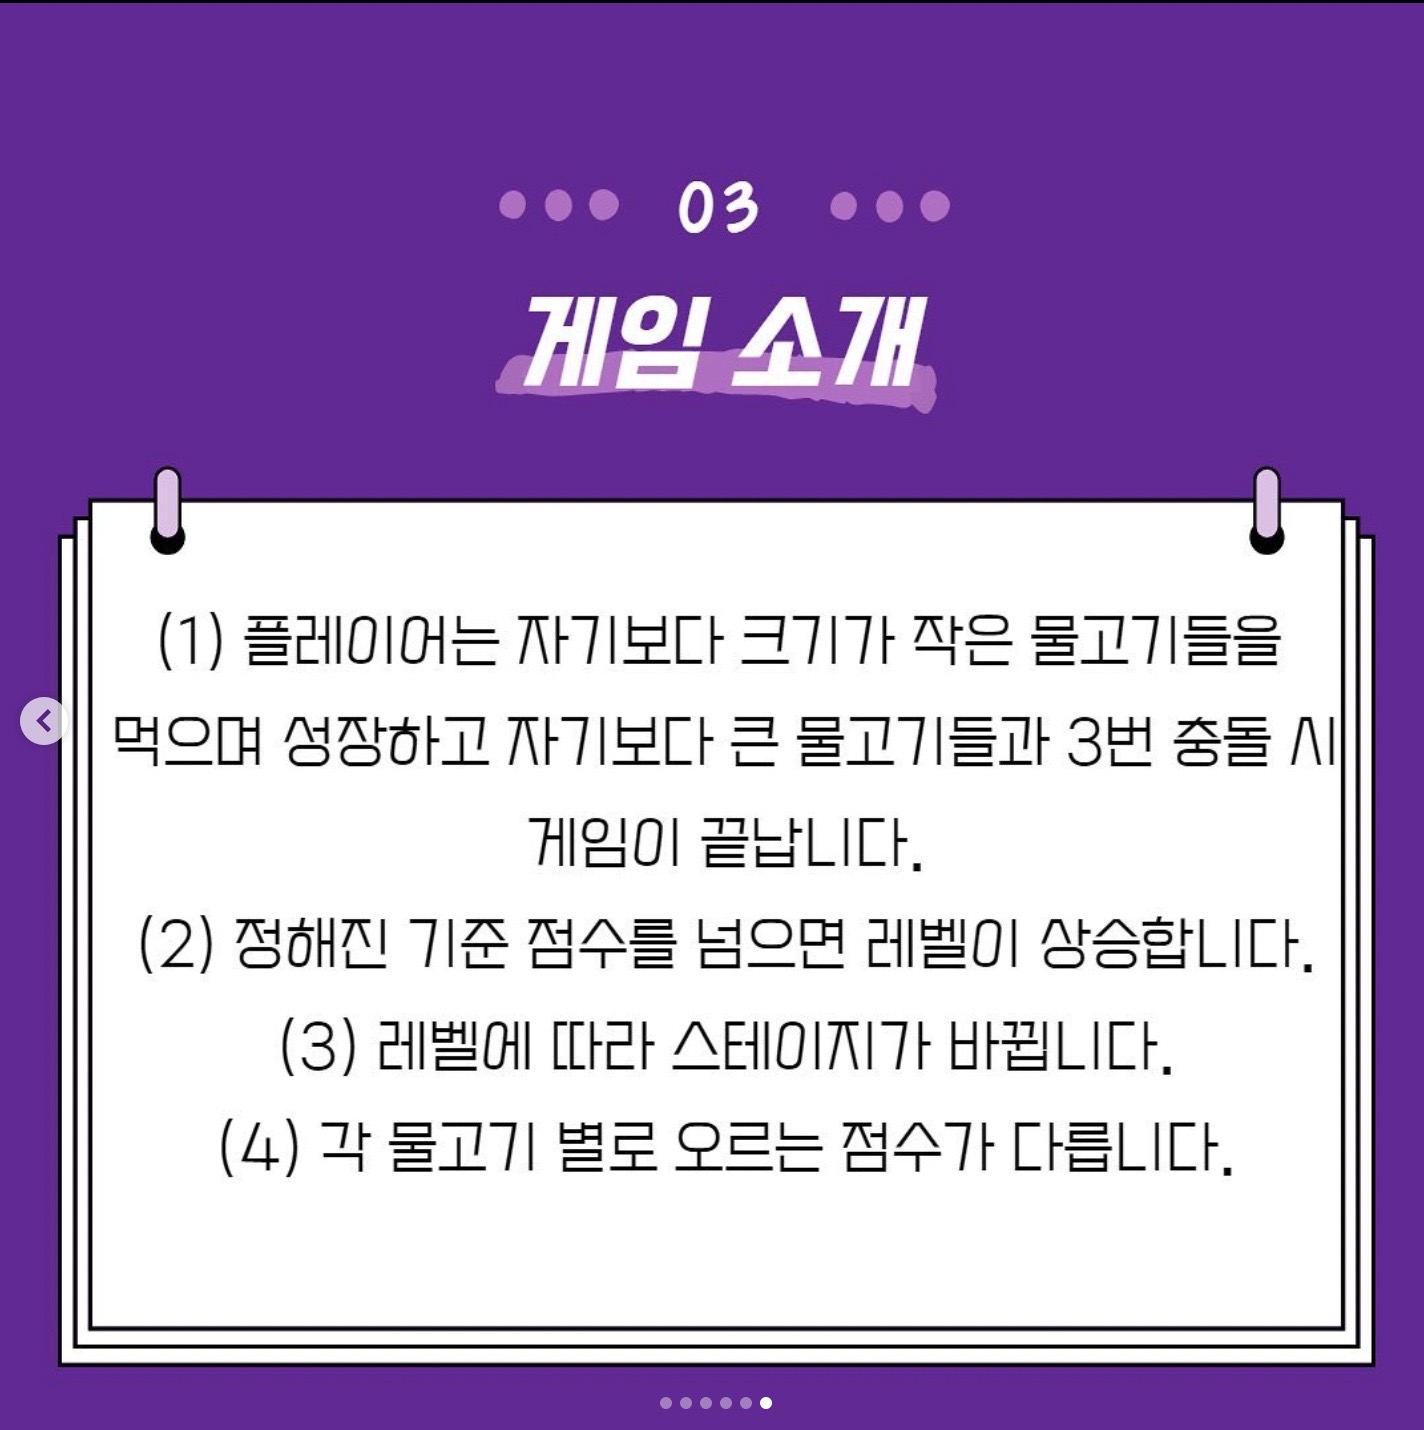 03
게임 소개
(1) 플레이어는 자기보다 크기가 작은 물고기들을
먹으며 성장하고 자기보다 큰 물고기들과 3번 충돌 시
게임이 끝납니다.
(2) 정해진 기준 점수를 넘으면 레벨이 상승합니다.
(3) 레벨에 따라 스테이지가 바뀝니다.
(4) 각 물고기 별로 오르는 점수가 다릅니다.